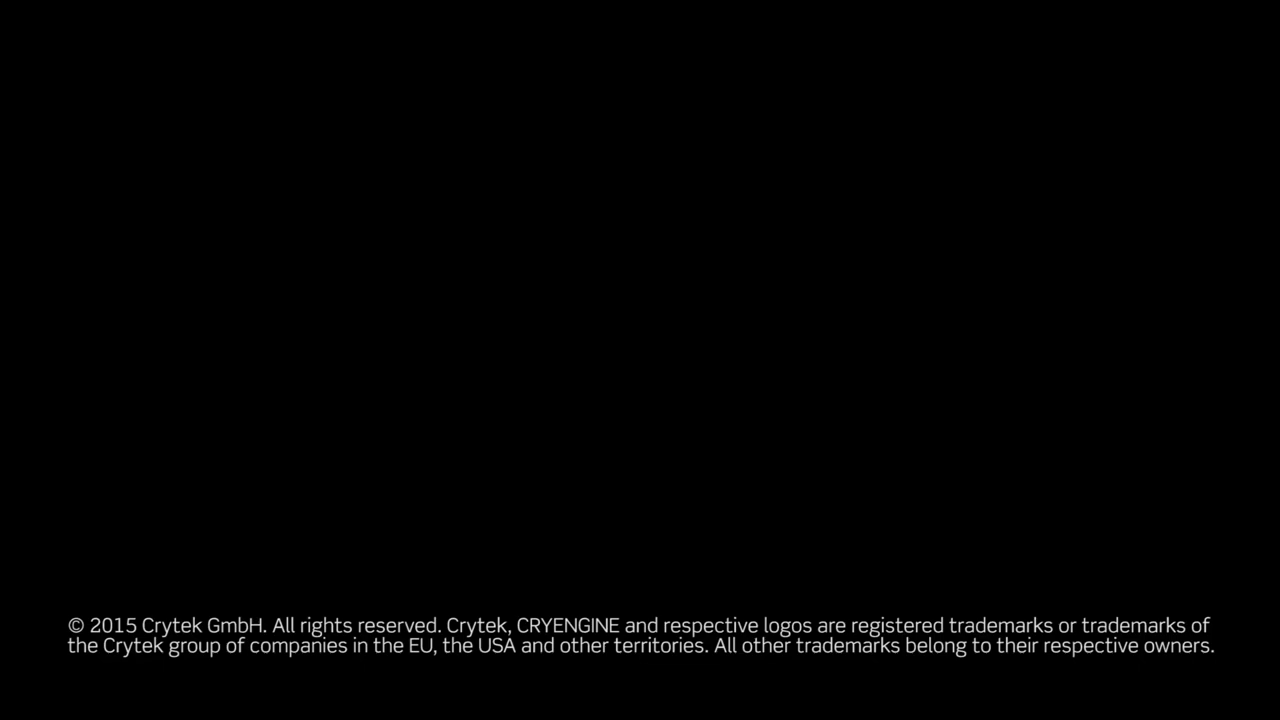 © 2015 Crytek GmbH. All rights reserved. Crytek, CRYENGINE and respective logos are registered trademarks or trademarks of
the Crytek group of companies in the EU, the USA and other territories. All other trademarks belong to their respective owners.